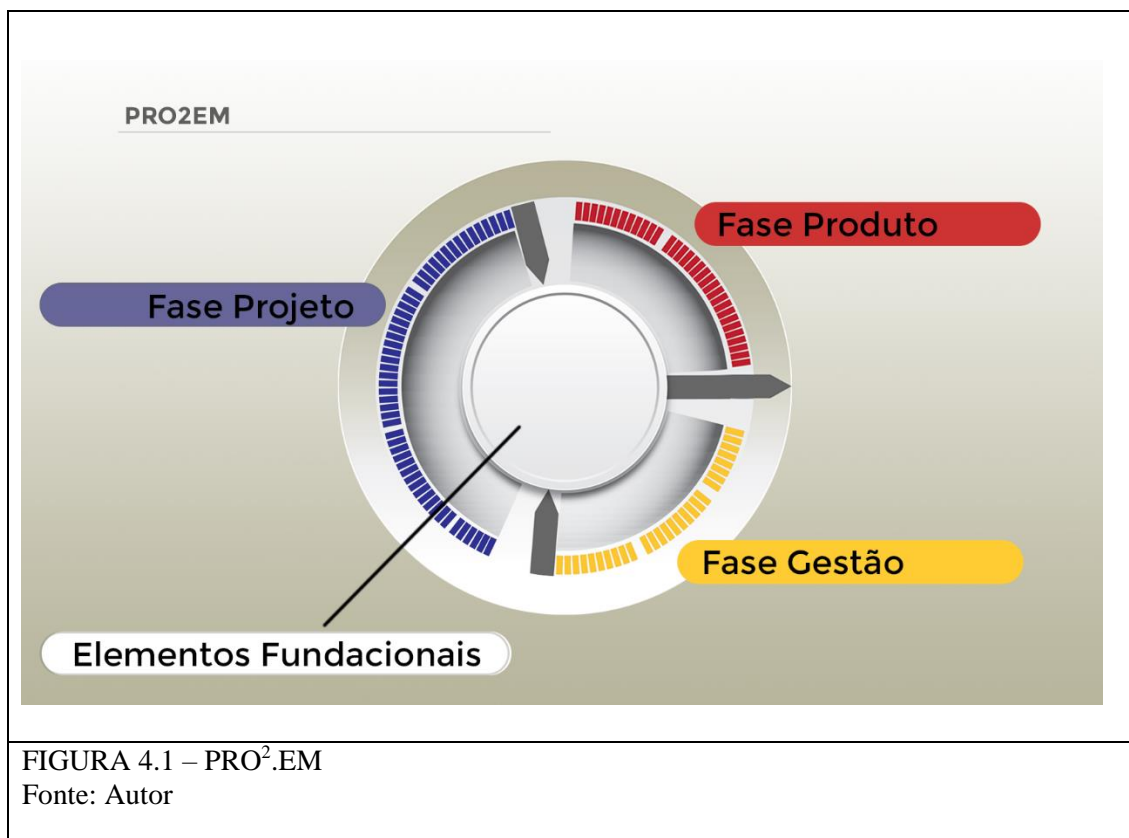 PRO2EM
Fase Produto
Fase Projeto
Fase Gestão
Elementos Fundacionais
FIGURA 4.1 – PRO².EM
Fonte: Autor